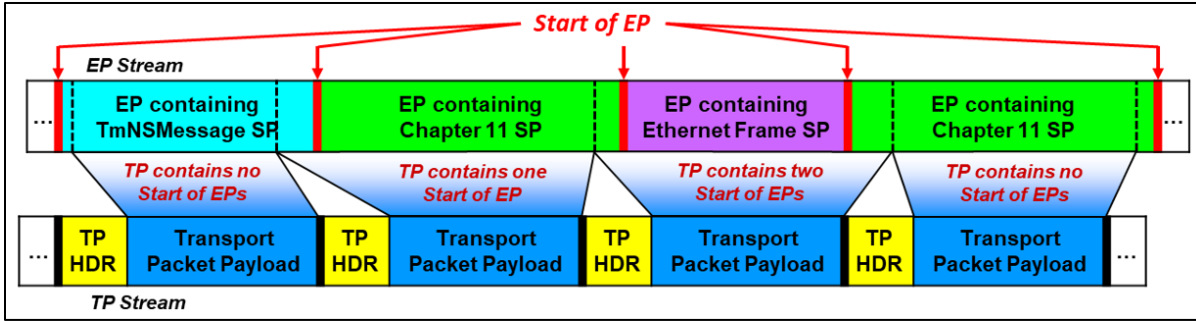 Start of EP
EP Stream
...
EP containing
TmNSMessage SP
EP containing
Chapter 11 SP
EP containing
Ethernet Frame SP
EP containing
Chapter 11 SP
...
TP contains no
Start of EPs
TP contains one
Start of EP
TP contains two
Start of EPs
TP contains no
Start of EPs
...
TP
HDR
Transport
Packet Payload
TP
HDR
Transport
Packet Payload
TP
HDR
Transport
Packet Payload
TP
HDR
Transport
Packet Payload
...
TP Stream